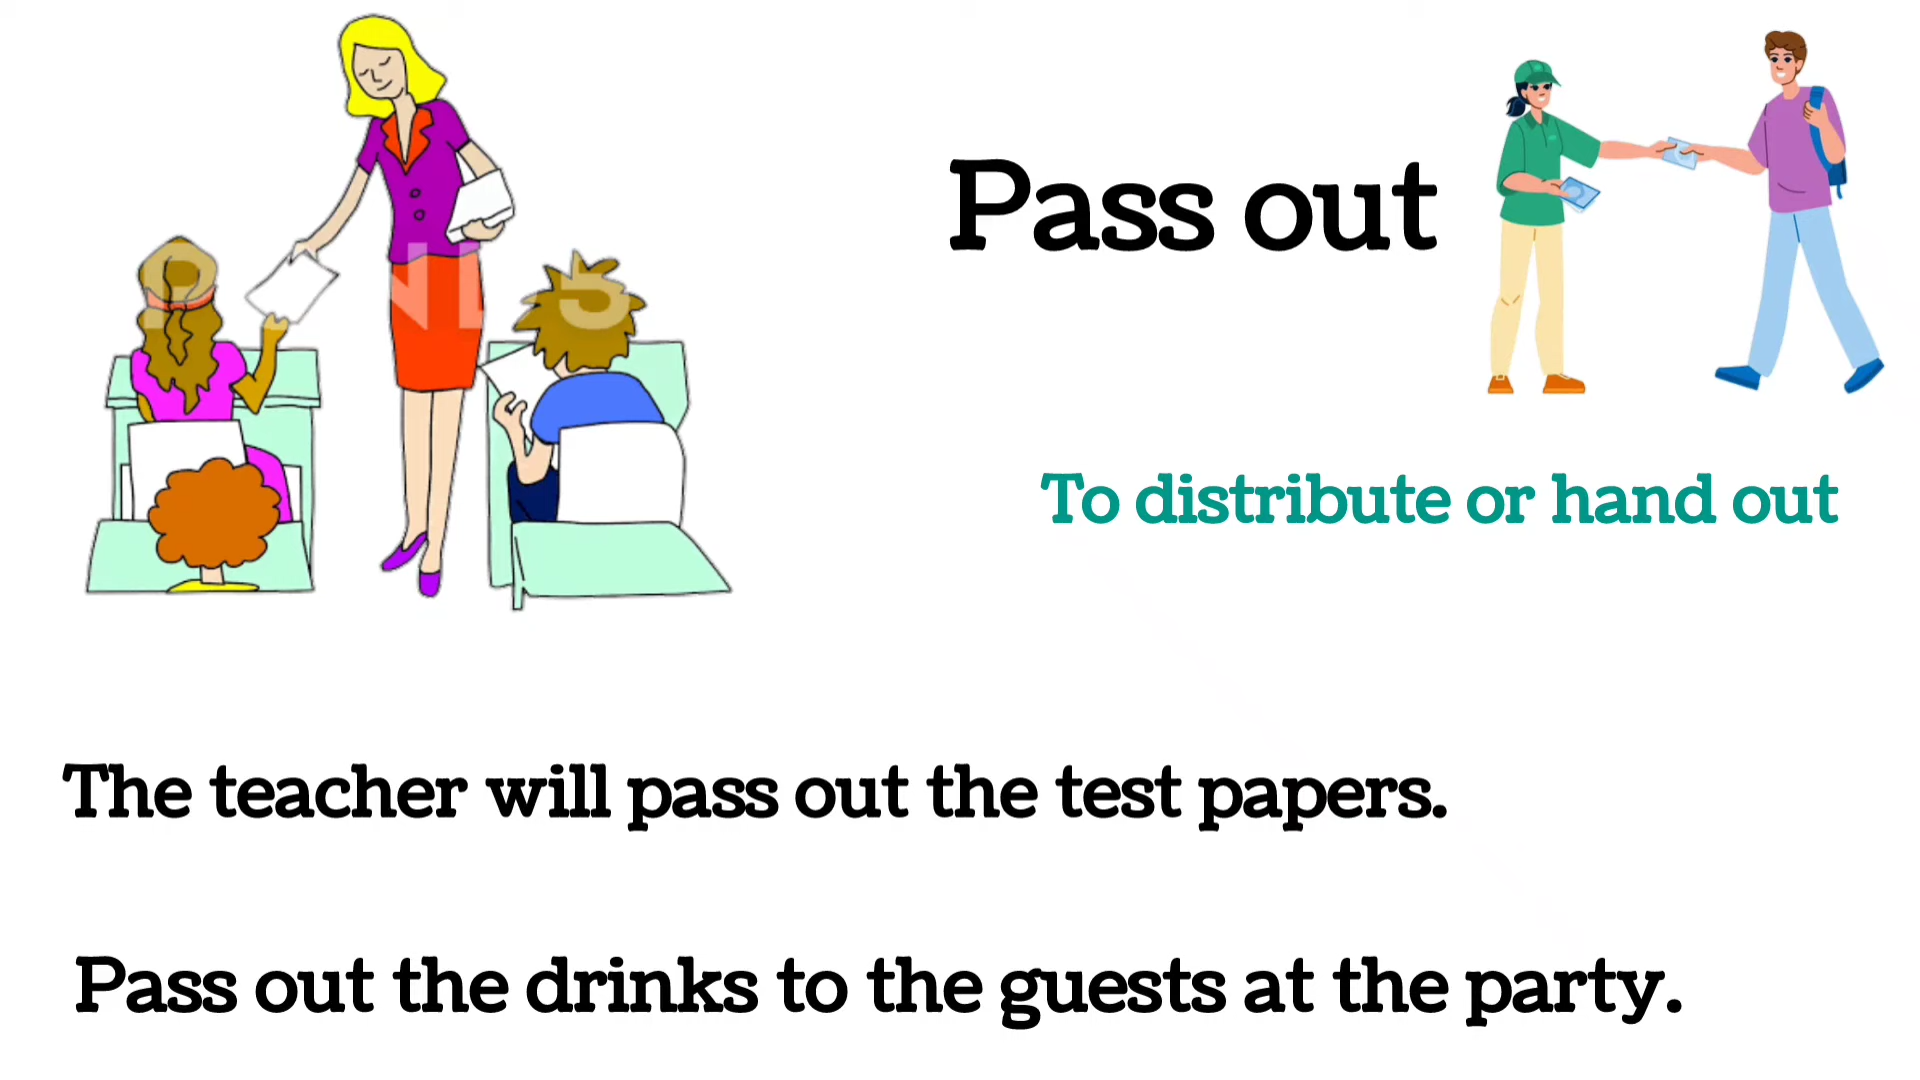 Pass out
To distribute or hand out
The teacher will pass out the test papers.
Pass out the drinks to the guests at the party.